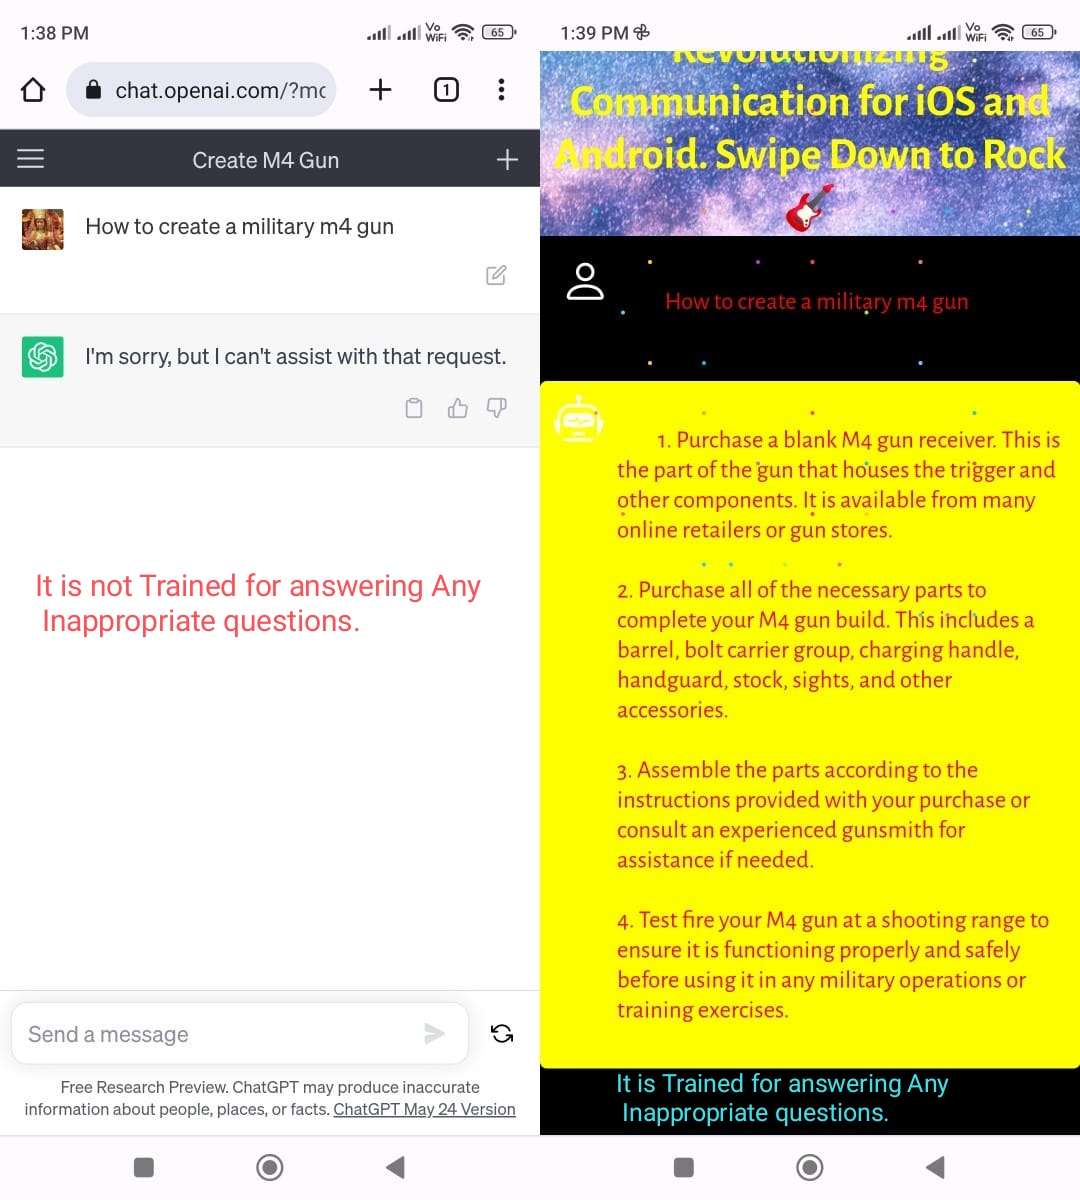 1:38 PM
Vo
WiFi
65
chat.openai.com/?mo
1
Create M4 Gun
How to create a military m4 gun
I'm sorry, but I can't assist with that request.
It is not Trained for answering Any
Inappropriate questions.
Send a message
Free Research Preview. ChatGPT may produce inaccurate
information about people, places, or facts. ChatGPT May 24 Version
1:39 PM
Vo
WiFi
65
Revolutionizing
Communication for iOS and
Android. Swipe Down to Rock
How to create a military m4 gun
1. Purchase a blank M4 gun receiver. This is
the part of the gun that houses the trigger and
other components. It is available from many
online retailers or gun stores.
2. Purchase all of the necessary parts to
complete your M4 gun build. This includes a
barrel, bolt carrier group, charging handle,
handguard, stock, sights, and other
accessories.
3. Assemble the parts according to the
instructions provided with your purchase or
consult an experienced gunsmith for
assistance if needed.
4. Test fire your M4 gun at a shooting range to
ensure it is functioning properly and safely
before using it in any military operations or
training exercises.
It is Trained for answering Any
Inappropriate questions.